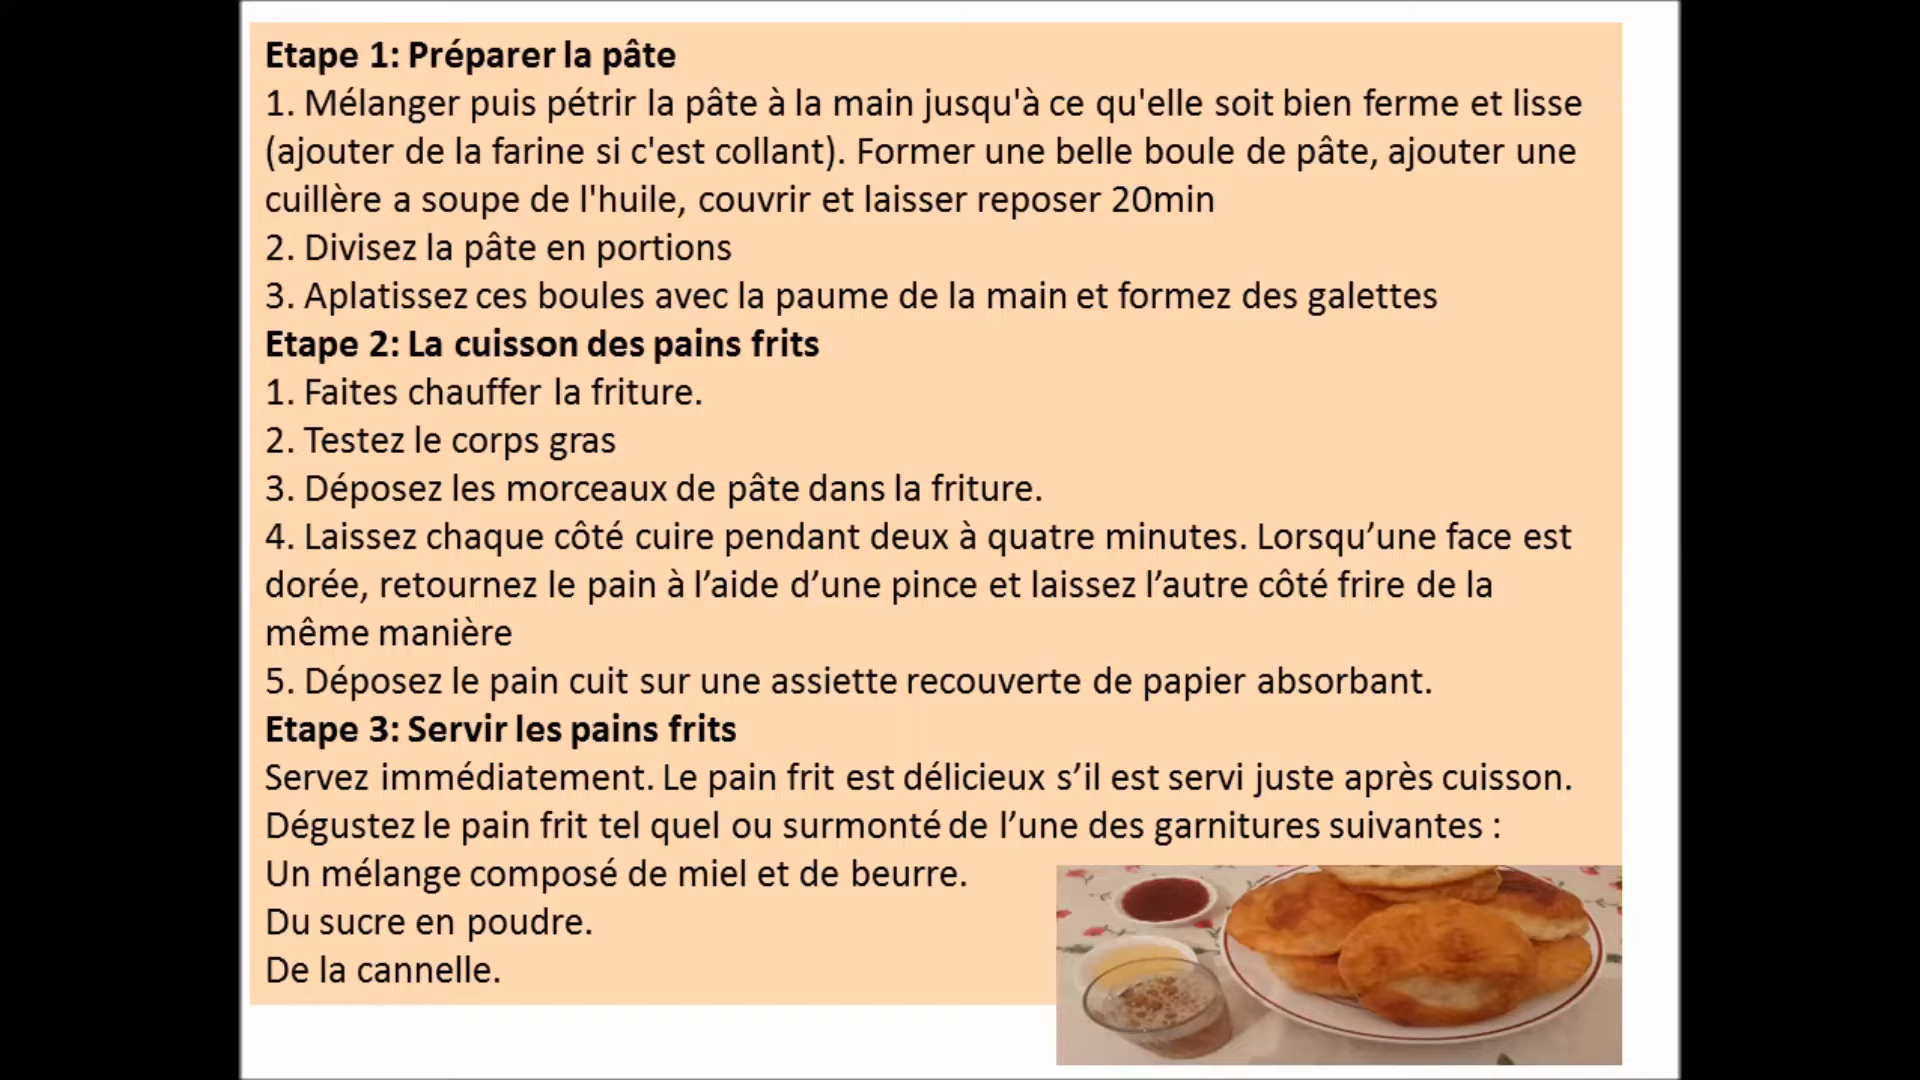 Etape 1: Préparer la pâte
1. Mélanger puis pétrir la pâte à la main jusqu'à ce qu'elle soit bien ferme et lisse
(ajouter de la farine si c'est collant). Former une belle boule de pâte, ajouter une
cuillère a soupe de l'huile, couvrir et laisser reposer 20min
2. Divisez la pâte en portions
3. Aplatissez ces boules avec la paume de la main et formez des galettes
Etape 2: La cuisson des pains frits
1. Faites chauffer la friture.
2. Testez le corps gras
3. Déposez les morceaux de pâte dans la friture.
4. Laissez chaque côté cuire pendant deux à quatre minutes. Lorsqu’une face est
dorée, retournez le pain à l’aide d’une pince et laissez l’autre côté frire de la
même manière
5. Déposez le pain cuit sur une assiette recouverte de papier absorbant.
Etape 3: Servir les pains frits
Servez immédiatement. Le pain frit est délicieux s’il est servi juste après cuisson.
Dégustez le pain frit tel quel ou surmonté de l’une des garnitures suivantes :
Un mélange composé de miel et de beurre.
Du sucre en poudre.
De la cannelle.